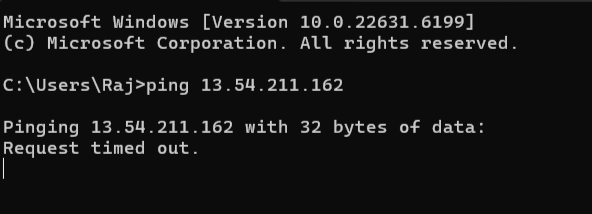 Microsoft Windows [Version 10.0.22631.6199]
(c) Microsoft Corporation. All rights reserved.
C:\Users\Raj>ping 13.54.211.162
Pinging 13.54.211.162 with 32 bytes of data:
Request timed out.